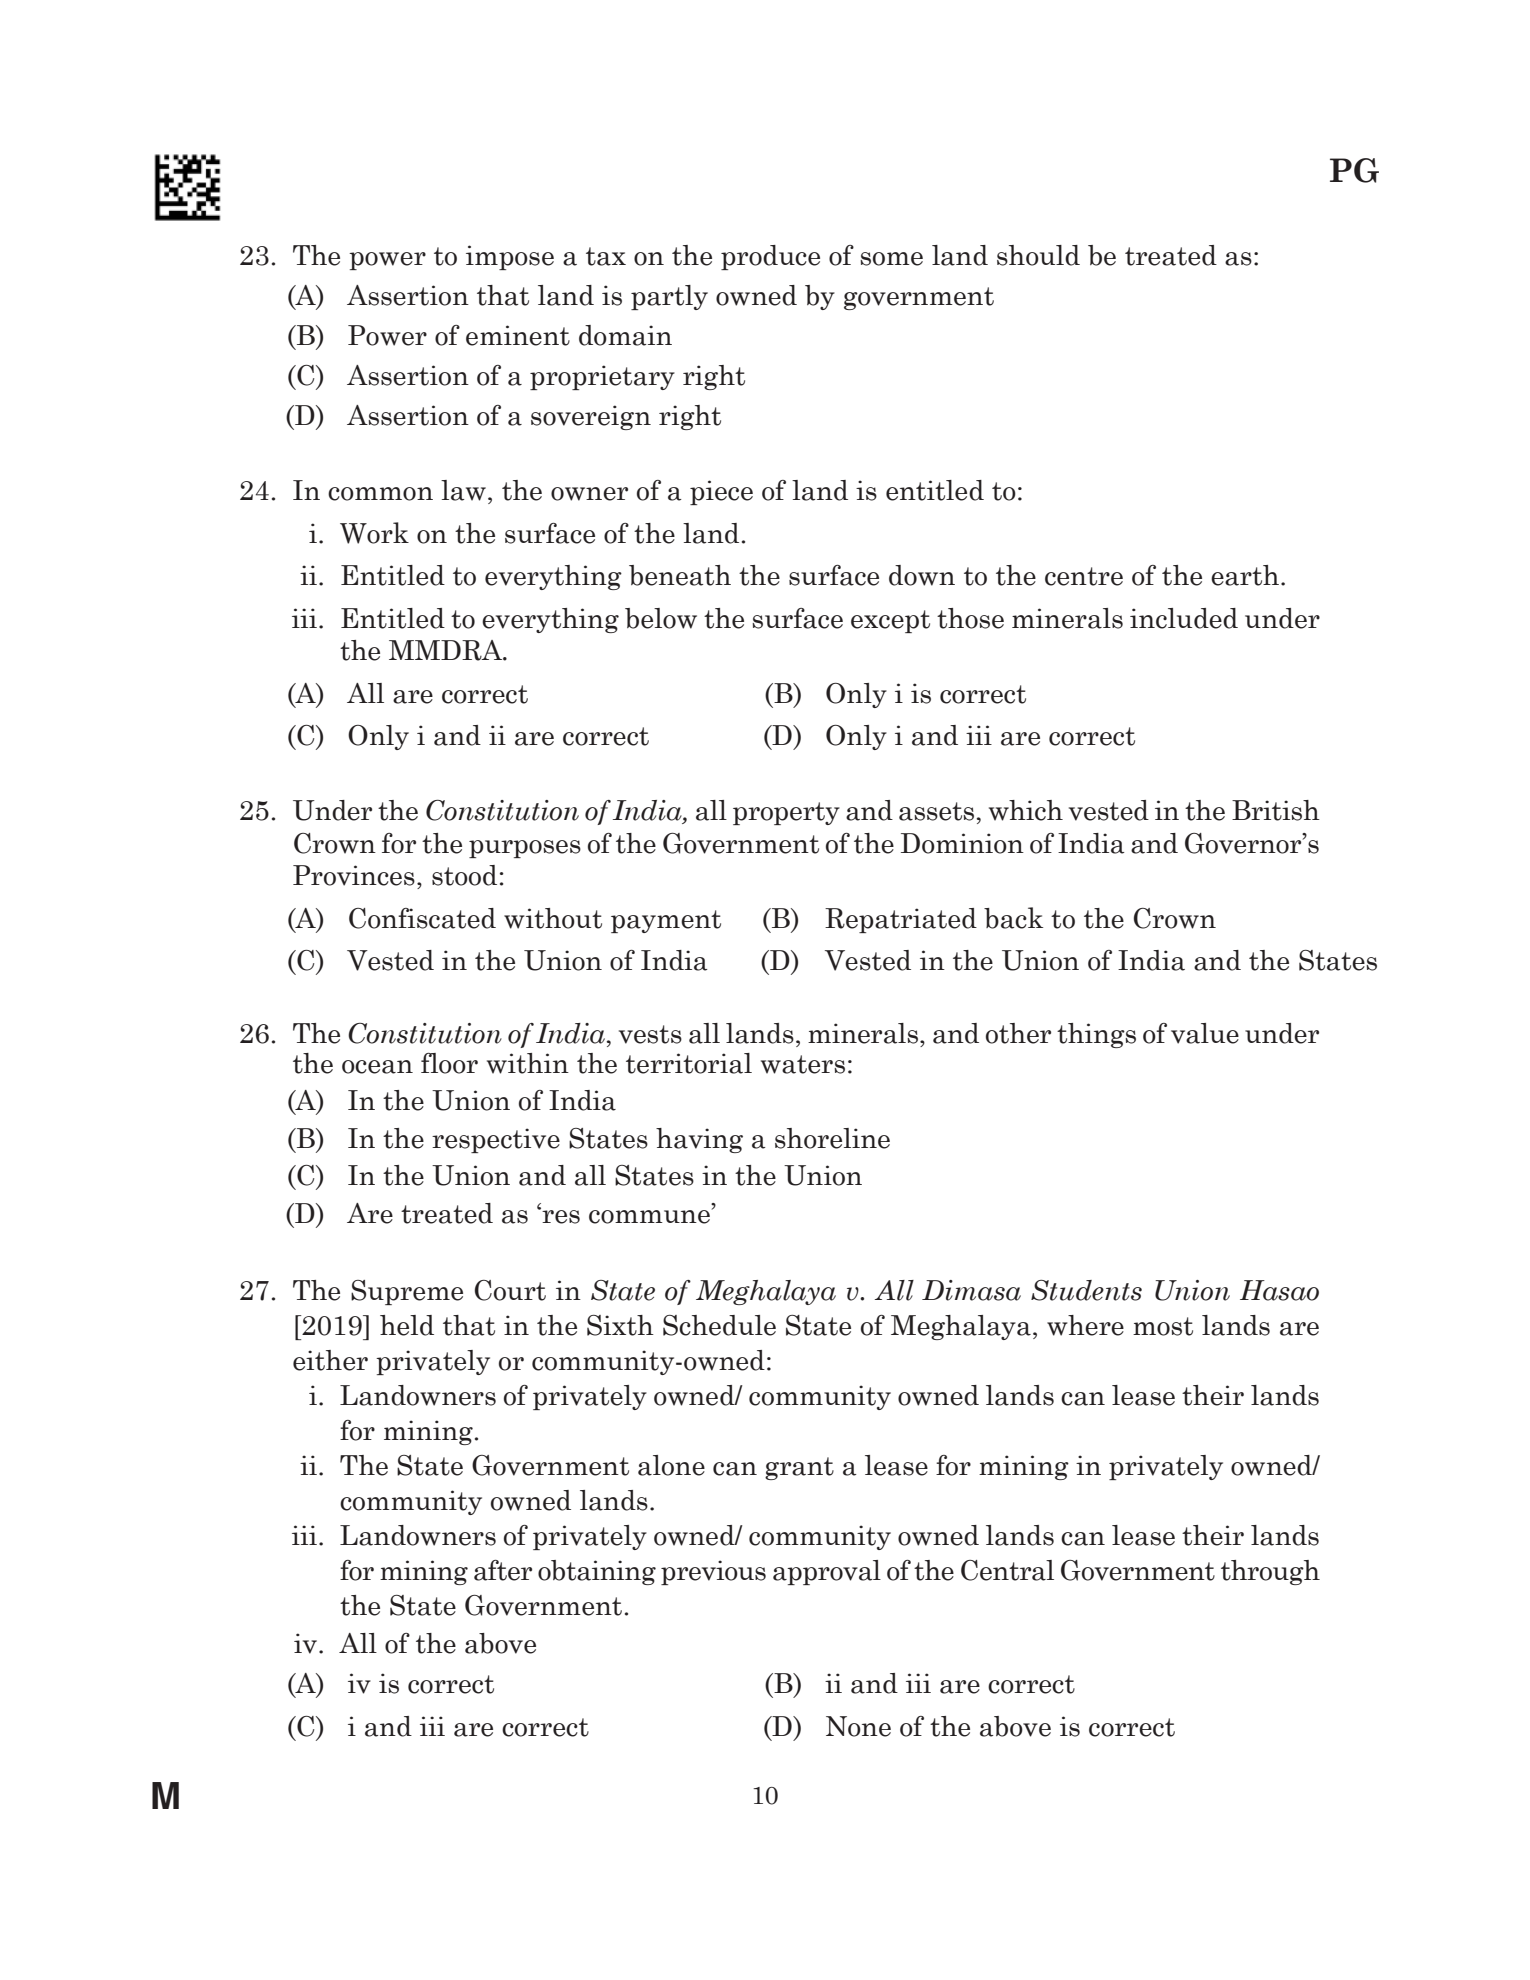 PG
23. The power to impose a tax on the produce of some land should be treated as:
(A) Assertion that land is partly owned by government
(B) Power of eminent domain
(C) Assertion of a proprietary right
(D) Assertion of a sovereign right
24. In common law, the owner of a piece of land is entitled to:
i. Work on the surface of the land.
ii. Entitled to everything beneath the surface down to the centre of the earth.
iii. Entitled to everything below the surface except those minerals included under
the MMDRA.
(A) All are correct (B) Only i is correct
(C) Only i and ii are correct (D) Only i and iii are correct
25. Under the Constitution of India, all property and assets, which vested in the British
Crown for the purposes of the Government of the Dominion of India and Governor’s
Provinces, stood:
(A) Confiscated without payment (B) Repatriated back to the Crown
(C) Vested in the Union of India (D) Vested in the Union of India and the States
26. The Constitution of India, vests all lands, minerals, and other things of value under
the ocean floor within the territorial waters:
(A) In the Union of India
(B) In the respective States having a shoreline
(C) In the Union and all States in the Union
(D) Are treated as ‘res commune’
27. The Supreme Court in State of Meghalaya v. All Dimasa Students Union Hasao
[2019] held that in the Sixth Schedule State of Meghalaya, where most lands are
either privately or community-owned:
i. Landowners of privately owned/ community owned lands can lease their lands
for mining.
ii. The State Government alone can grant a lease for mining in privately owned/
community owned lands.
iii. Landowners of privately owned/ community owned lands can lease their lands
for mining after obtaining previous approval of the Central Government through
the State Government.
iv. All of the above
(A) iv is correct (B) ii and iii are correct
(C) i and iii are correct (D) None of the above is correct
M 10